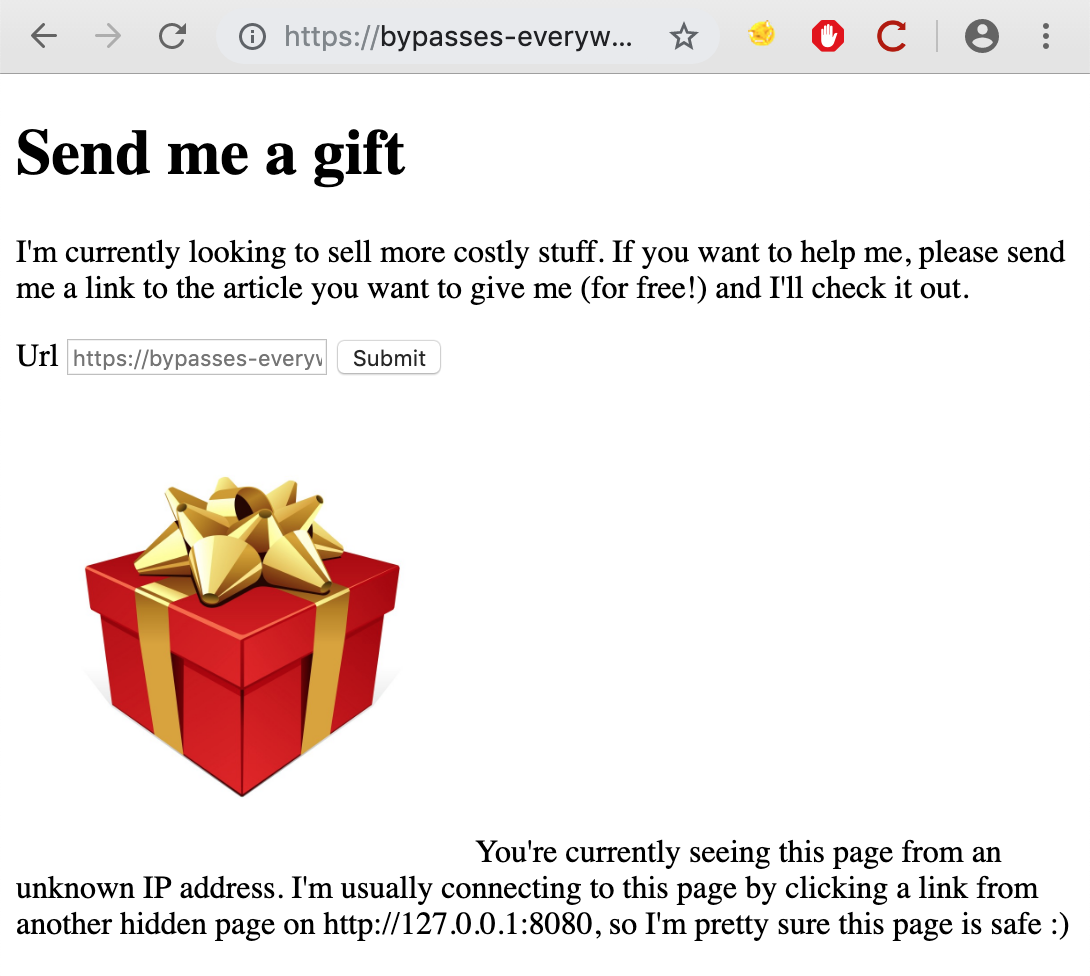 https://bypasses-everyw...
Send me a gift
I'm currently looking to sell more costly stuff. If you want to help me, please send
me a link to the article you want to give me (for free!) and I'll check it out.
Url https://bypasses-everyw Submit
You're currently seeing this page from an
unknown IP address. I'm usually connecting to this page by clicking a link from
another hidden page on http://127.0.0.1:8080, so I'm pretty sure this page is safe :)